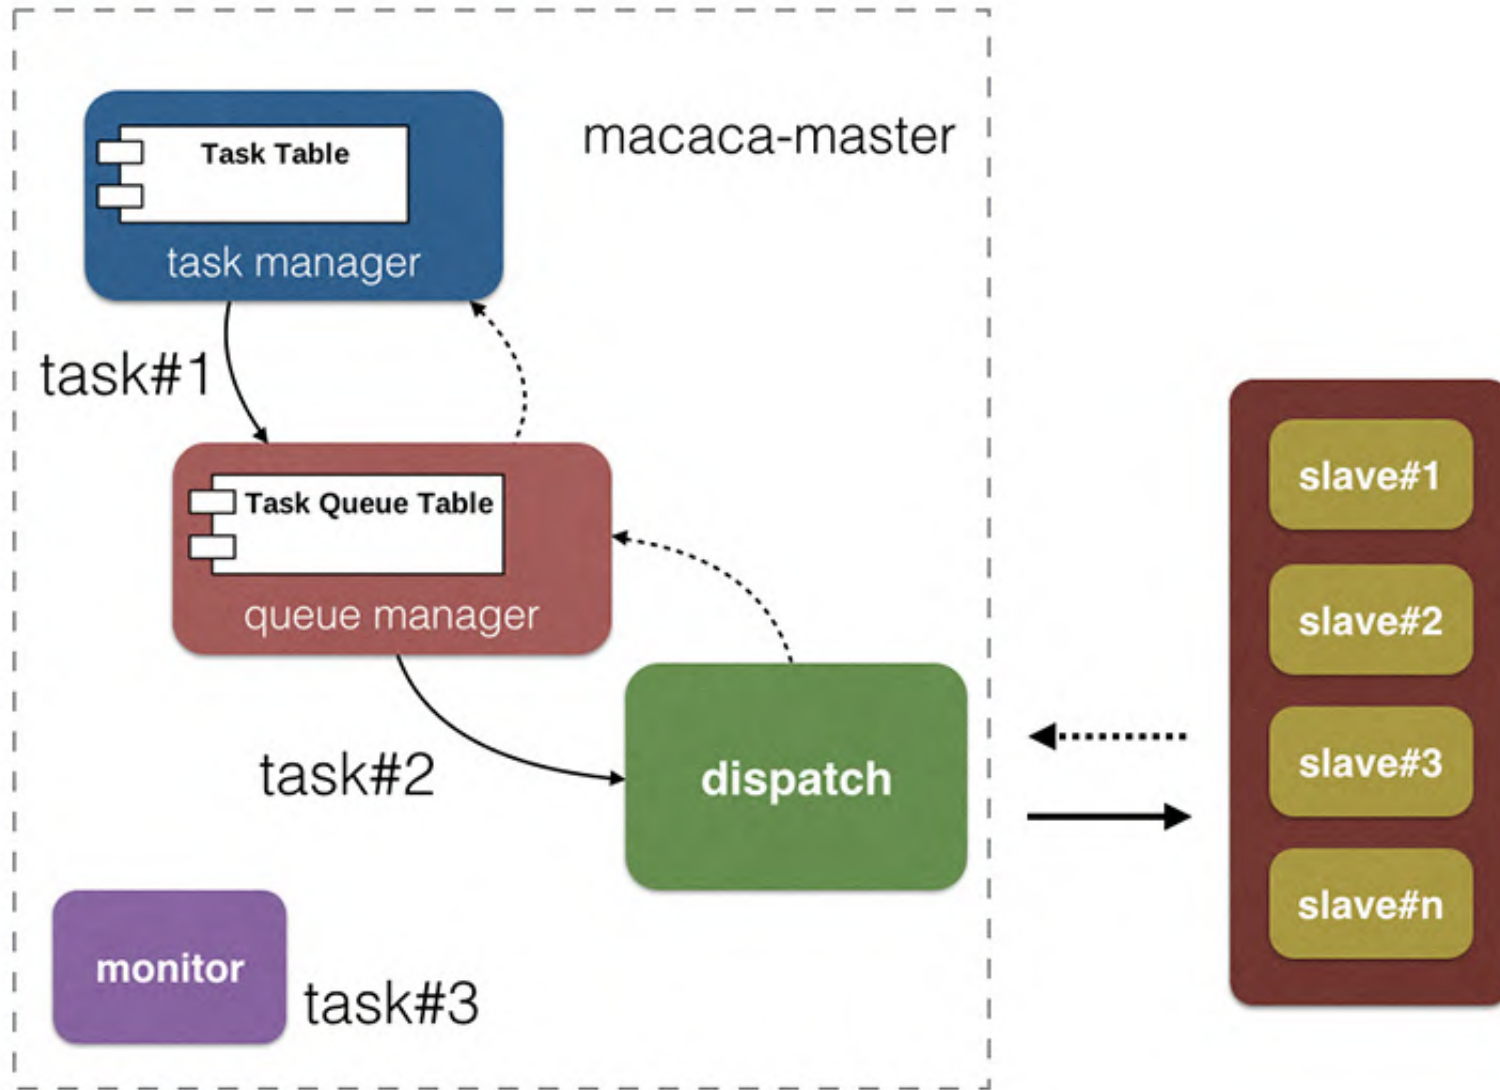 macaca-master
Task Table
task manager
task#1
Task Queue Table
queue manager
task#2
dispatch
monitor
task#3
slave#1
slave#2
slave#3
slave#n